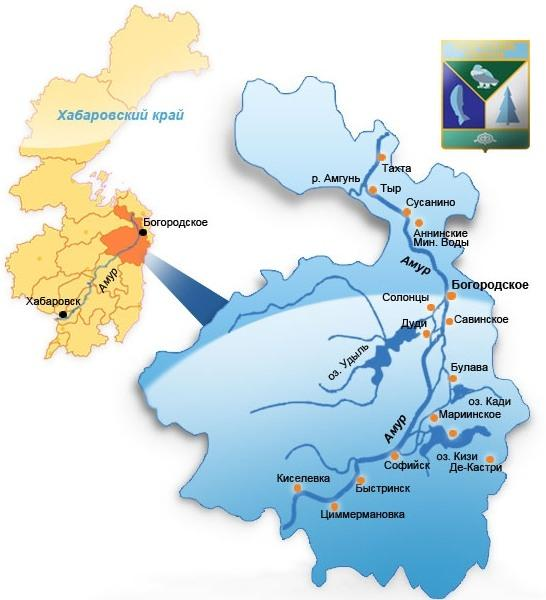 Хабаровский край
Богородское
Амур
Хабаровск
Тахта
р. Амгунь
Тыр
Сусанино
Аннинские
Мин. Воды
Амур
Богородское
Солонцы
Савинское
Дуди
оз. Удыль
Булава
оз. Кади
Мариинское
Амур
оз. Кизи
Софийск
Де-Кастри
Киселевка
Быстринск
Циммермановка